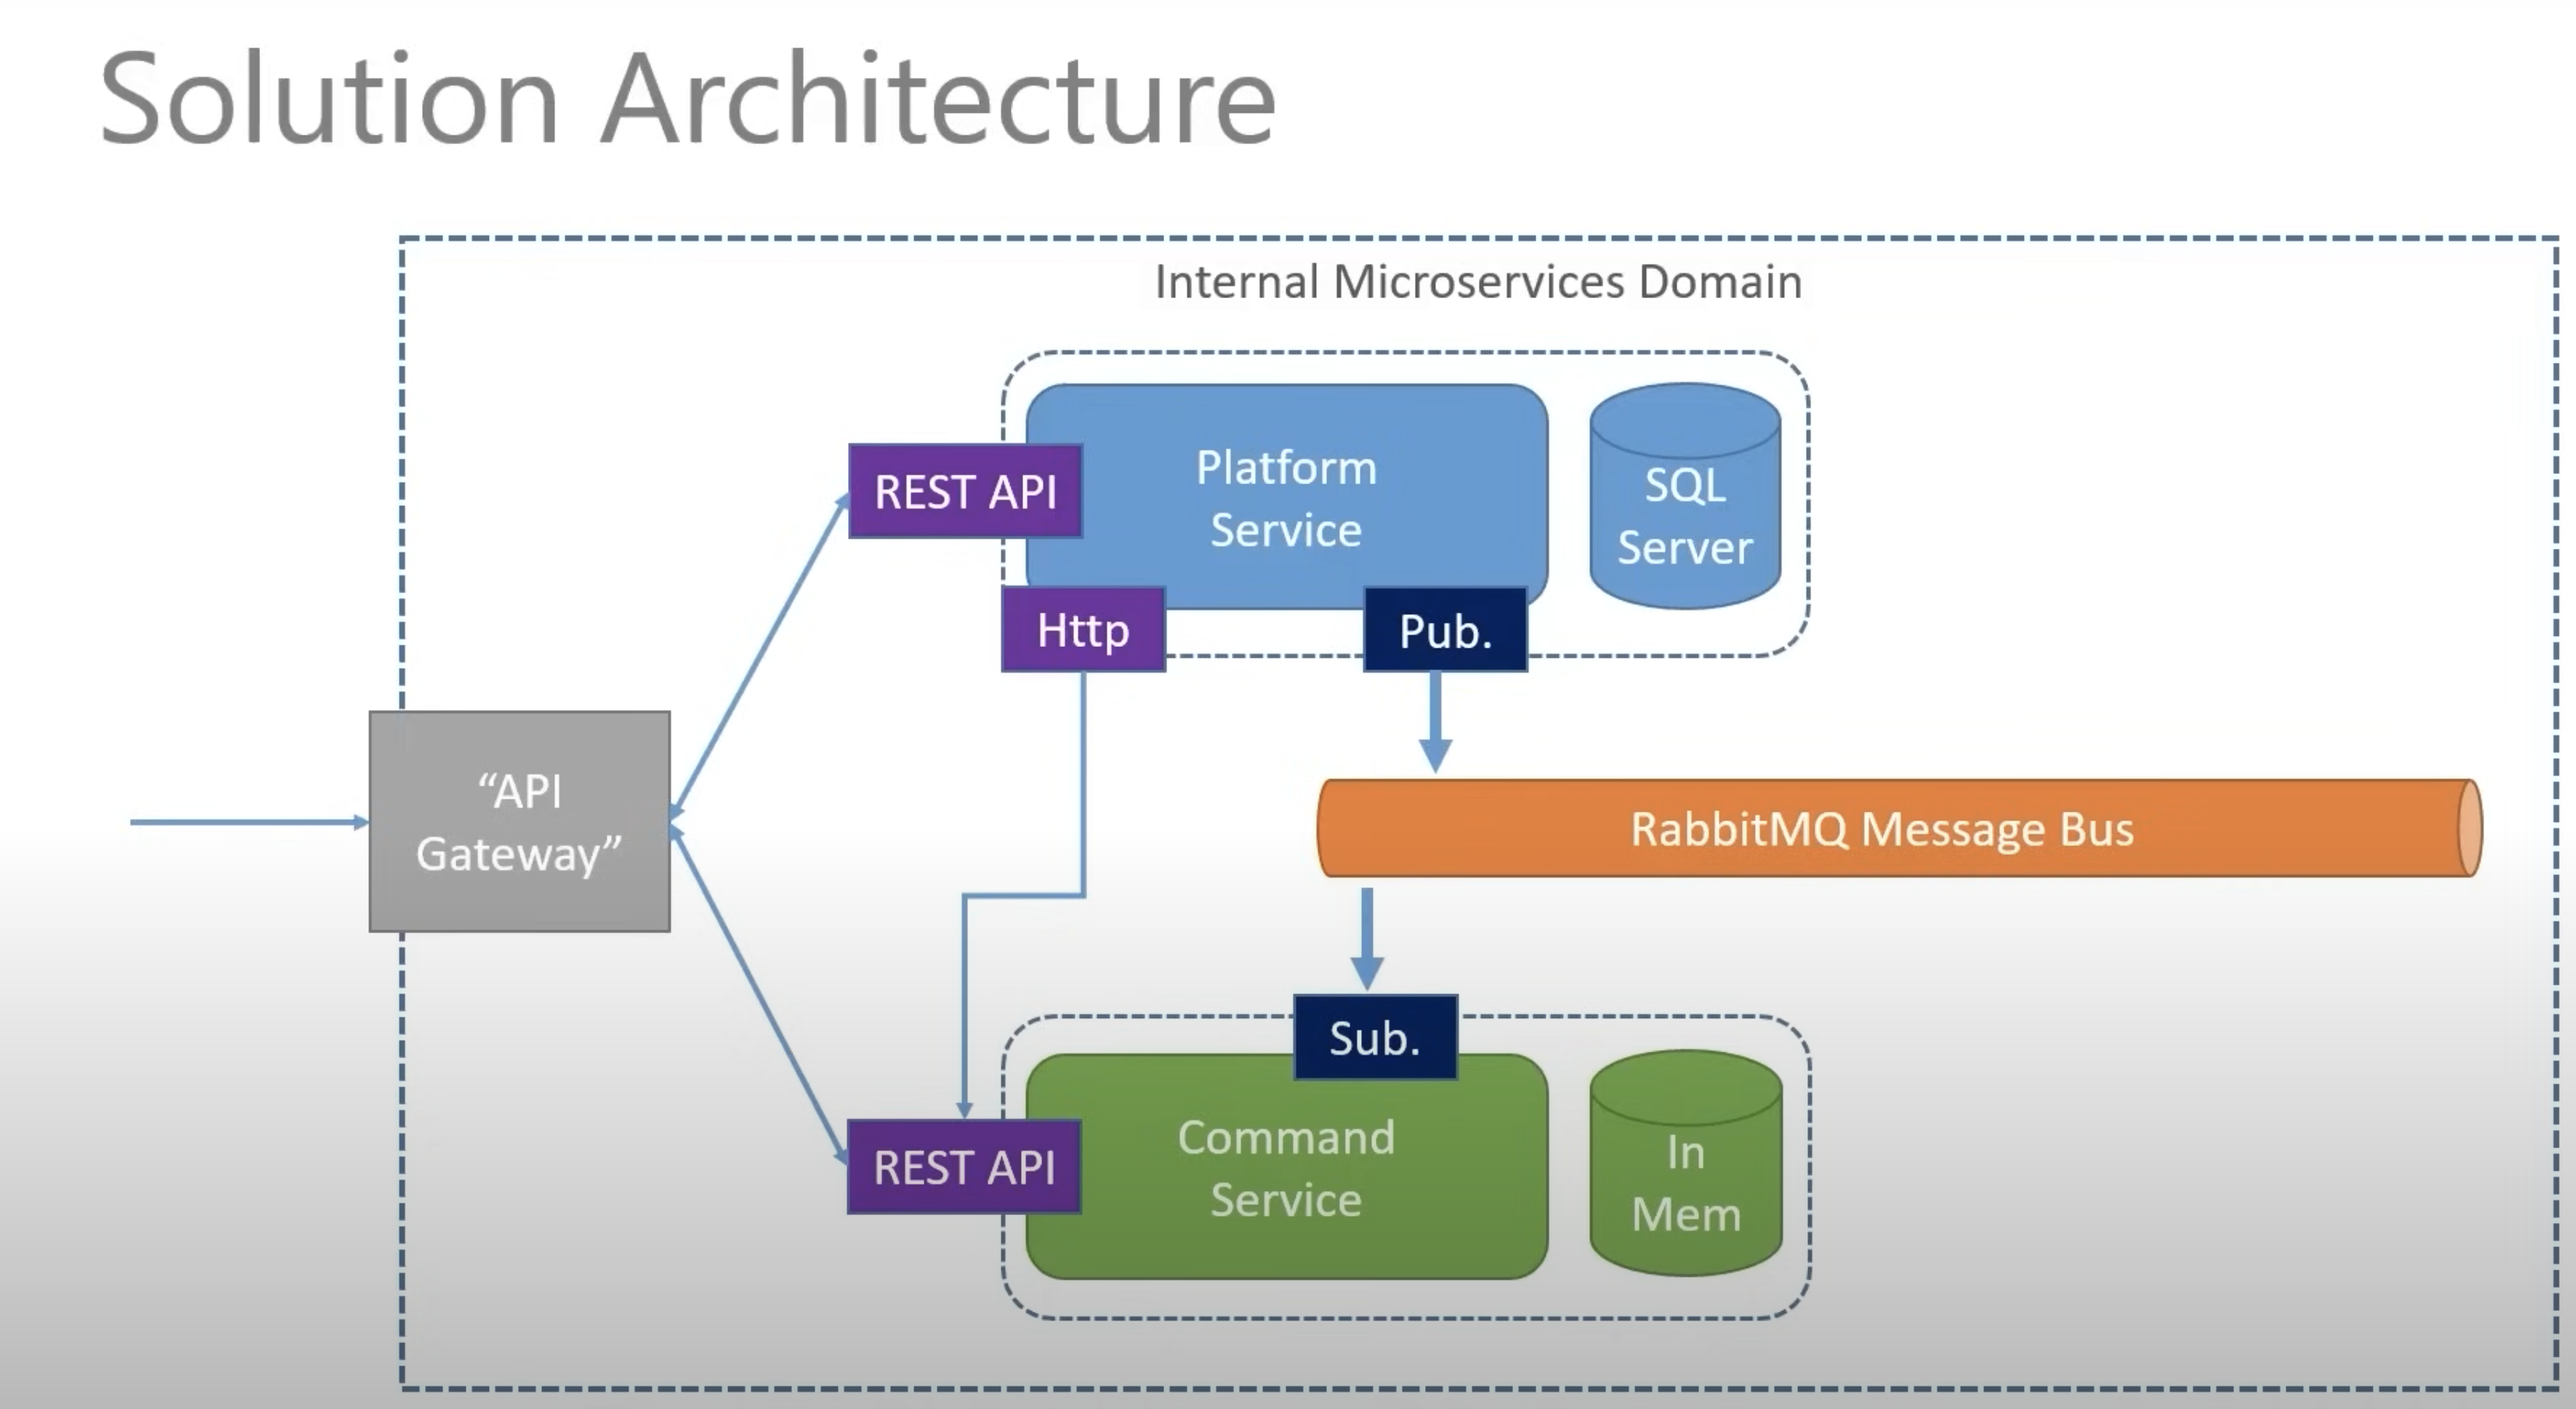 Solution Architecture
Internal Microservices Domain
Platform
Service
SQL
Server
REST API
Http
Pub.
“API
Gateway”
RabbitMQ Message Bus
Sub.
Command
Service
In
Mem
REST API